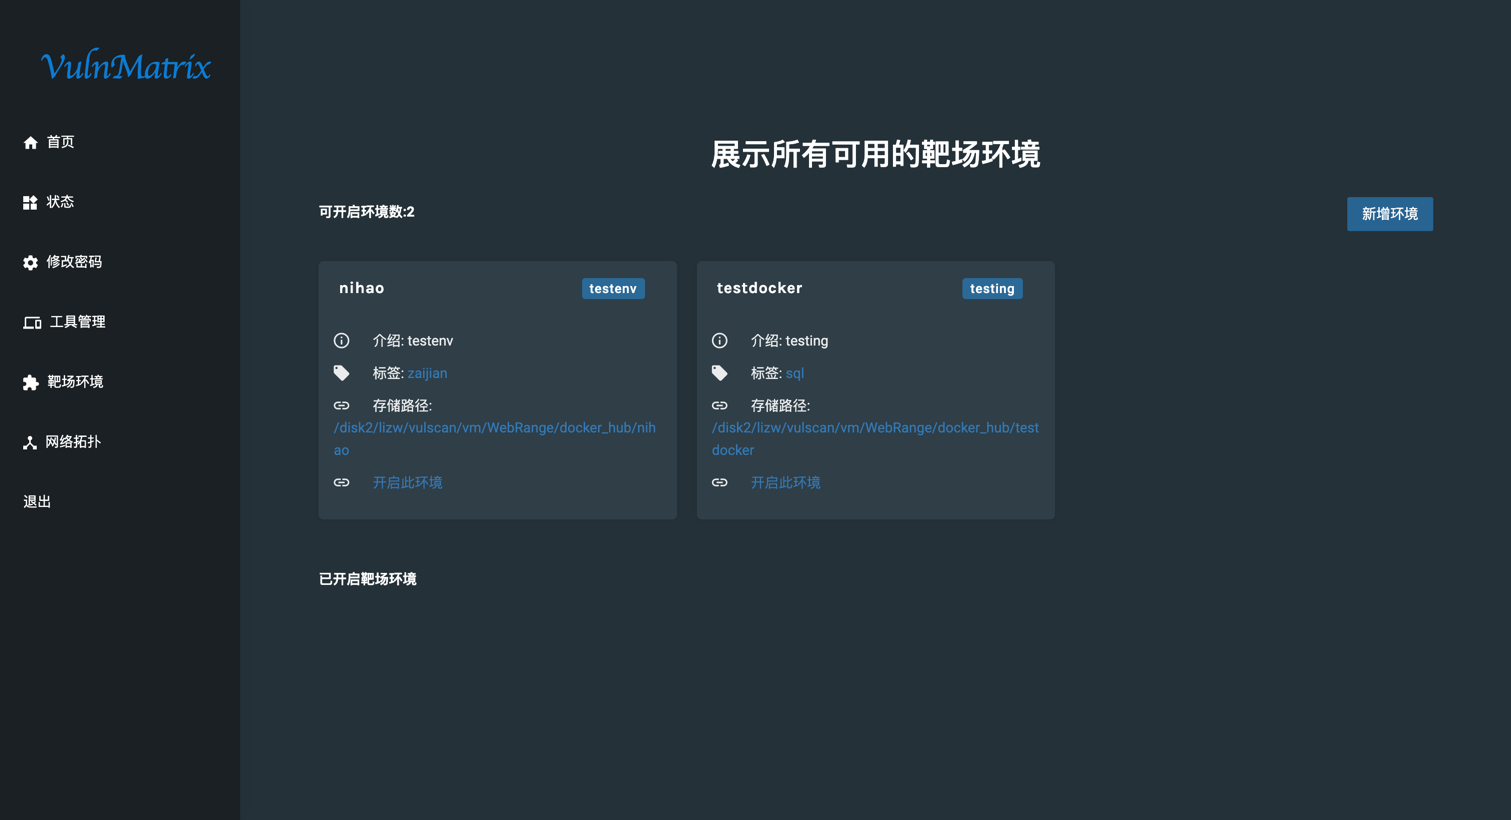 VulnMatrix
首页
状态
修改密码
工具管理
靶场环境
网络拓扑
退出
展示所有可用的靶场环境
可开启环境数:2
新增环境
nihao
testenv
介绍: testenv
标签: zaijian
存储路径:
/disk2/lizw/vulscan/vm/WebRange/docker_hub/nih
ao
开启此环境
testdocker
testing
介绍: testing
标签: sql
存储路径:
/disk2/lizw/vulscan/vm/WebRange/docker_hub/test
docker
开启此环境
已开启靶场环境